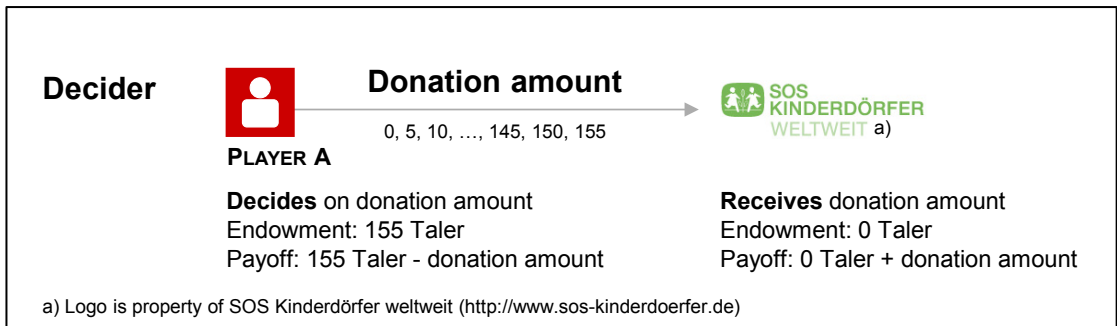 Decider
Donation amount
0, 5, 10, …, 145, 150, 155
PLAYER A
SOS
KINDERDÖRFER
WELTWEIT a)
Decides on donation amount
Endowment: 155 Taler
Payoff: 155 Taler - donation amount
Receives donation amount
Endowment: 0 Taler
Payoff: 0 Taler + donation amount
a) Logo is property of SOS Kinderdörfer weltweit (http://www.sos-kinderdoerfer.de)